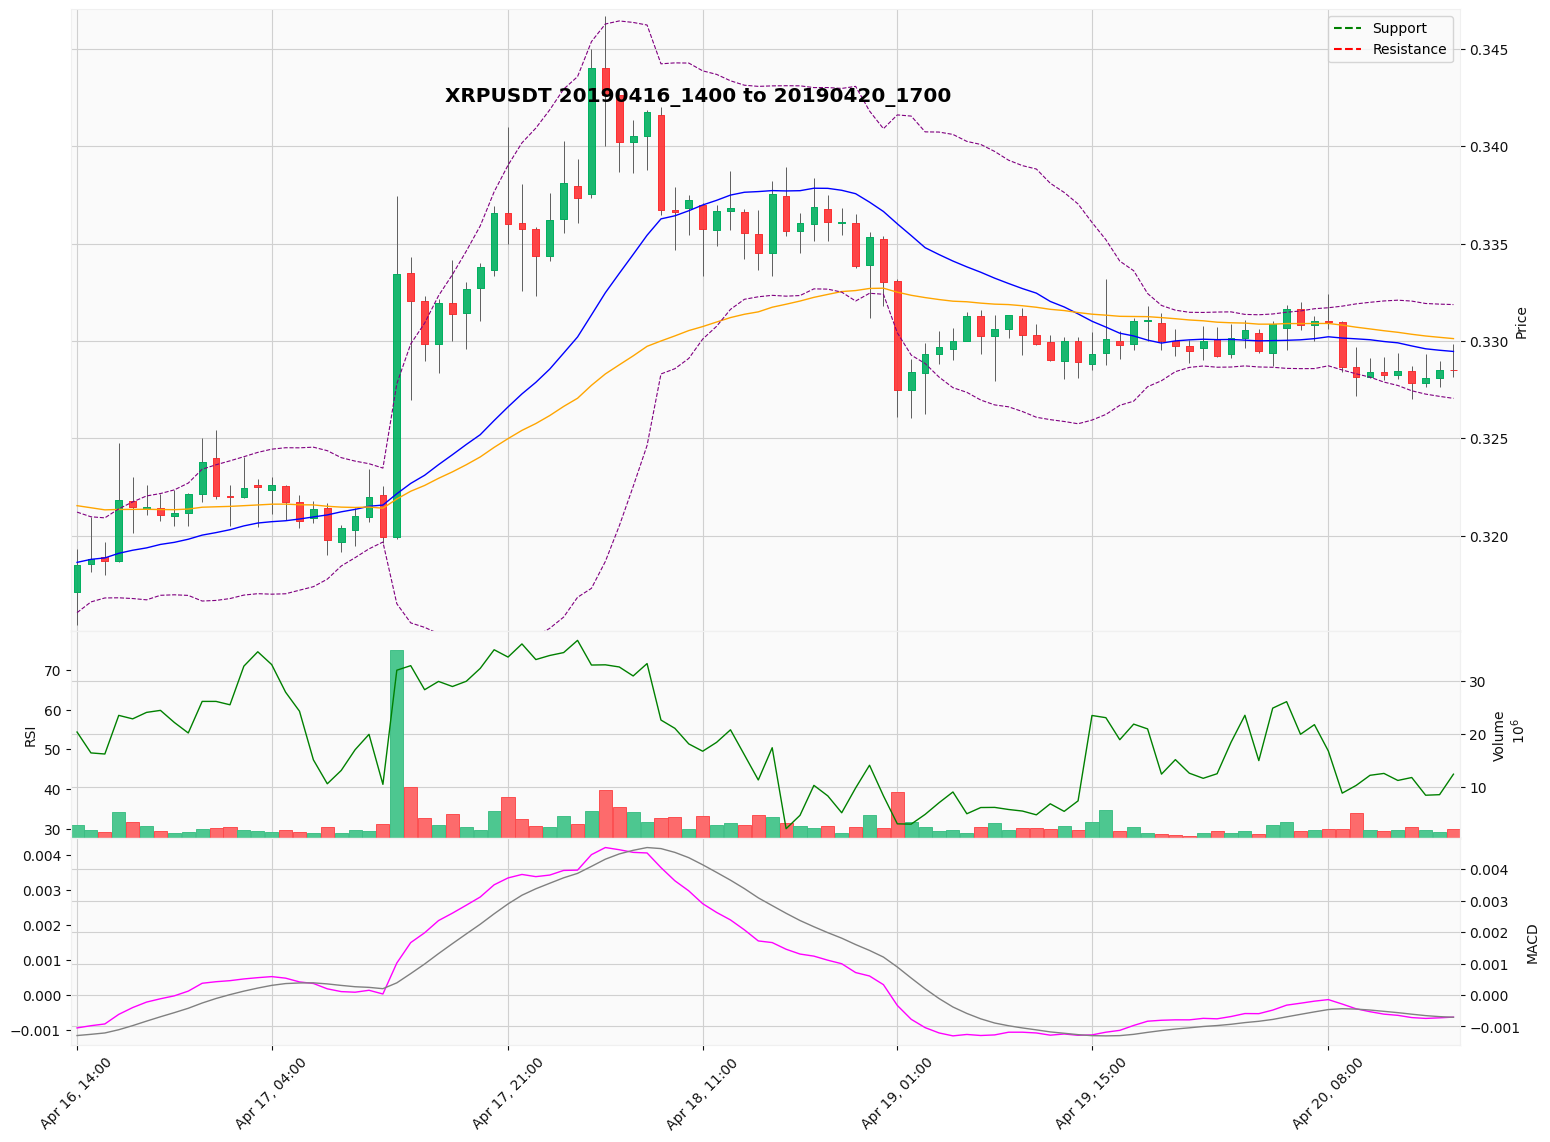 XRPUSDT 20190416_1400 to 20190420_1700
Support
Resistance
0.345
0.340
0.335
0.330
0.325
0.320
Price
70
60
50
40
30
RSI
30
20
10
Volume
10^6
0.004
0.003
0.002
0.001
0.000
−0.001
0.004
0.003
0.002
0.001
0.000
−0.001
MACD
Apr 16, 14:00
Apr 17, 04:00
Apr 17, 21:00
Apr 18, 11:00
Apr 19, 01:00
Apr 19, 15:00
Apr 20, 08:00